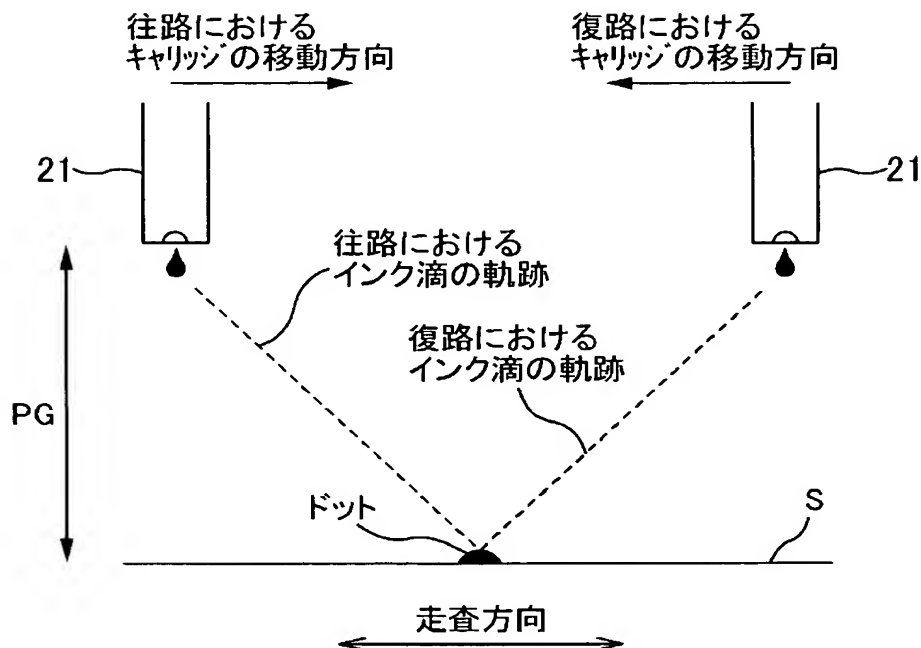 往路における
キャリッジの移動方向
復路における
キャリッジの移動方向
21
21
往路における
インク滴の軌跡
復路における
インク滴の軌跡
PG
ドット
S
走査方向